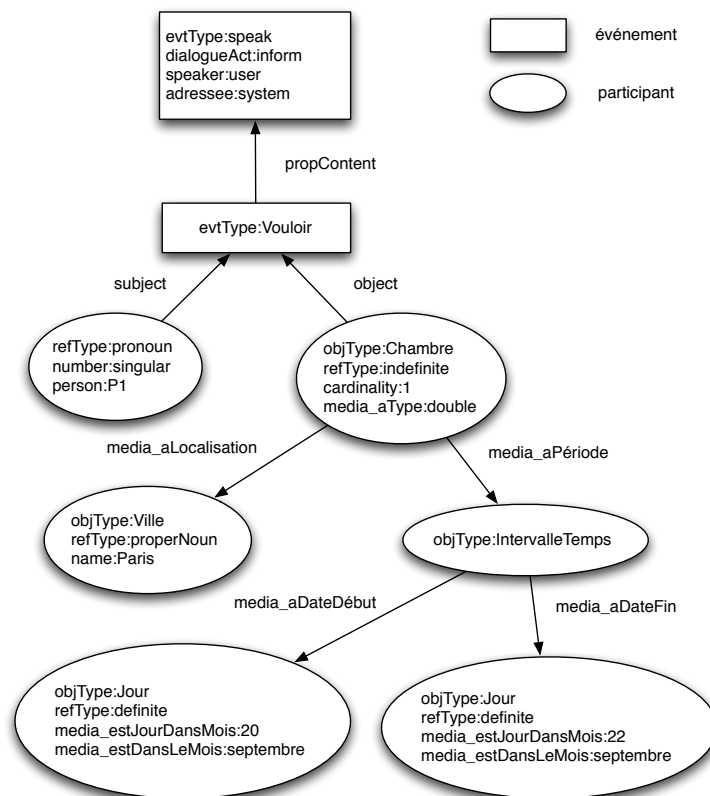 evtType:speak
dialogueAct:inform
speaker:user
adressee:system
événement
participant
propContent
evtType:Vouloir
subject
object
refType:pronoun
number:singular
person:P1
objType:Chambre
refType:indefinite
cardinality:1
media_aType:double
media_aLocalisation
media_aPériode
objType:Ville
refType:properNoun
name:Paris
objType:IntervalleTemps
media_aDateDébut
media_aDateFin
objType:Jour
refType:definite
media_estJourDansMois:20
media_estDansLeMois:septembre
objType:Jour
refType:definite
media_estJourDansMois:22
media_estDansLeMois:septembre